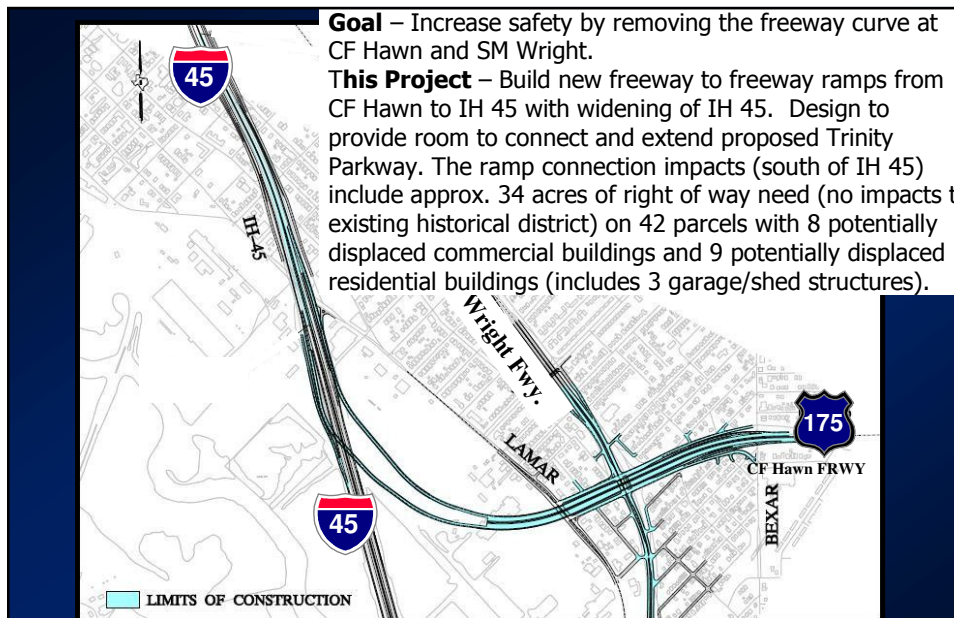 Goal – Increase safety by removing the freeway curve at
CF Hawn and SM Wright.
This Project – Build new freeway to freeway ramps from
CF Hawn to IH 45 with widening of IH 45. Design to
provide room to connect and extend proposed Trinity
Parkway. The ramp connection impacts (south of IH 45)
include approx. 34 acres of right of way need (no impacts t
existing historical district) on 42 parcels with 8 potentially
displaced commercial buildings and 9 potentially displaced
residential buildings (includes 3 garage/shed structures).
45
IH-45
Wright Fwy.
175
CF Hawn FRWY
LAMAR
BEXAR
45
LIMITS OF CONSTRUCTION